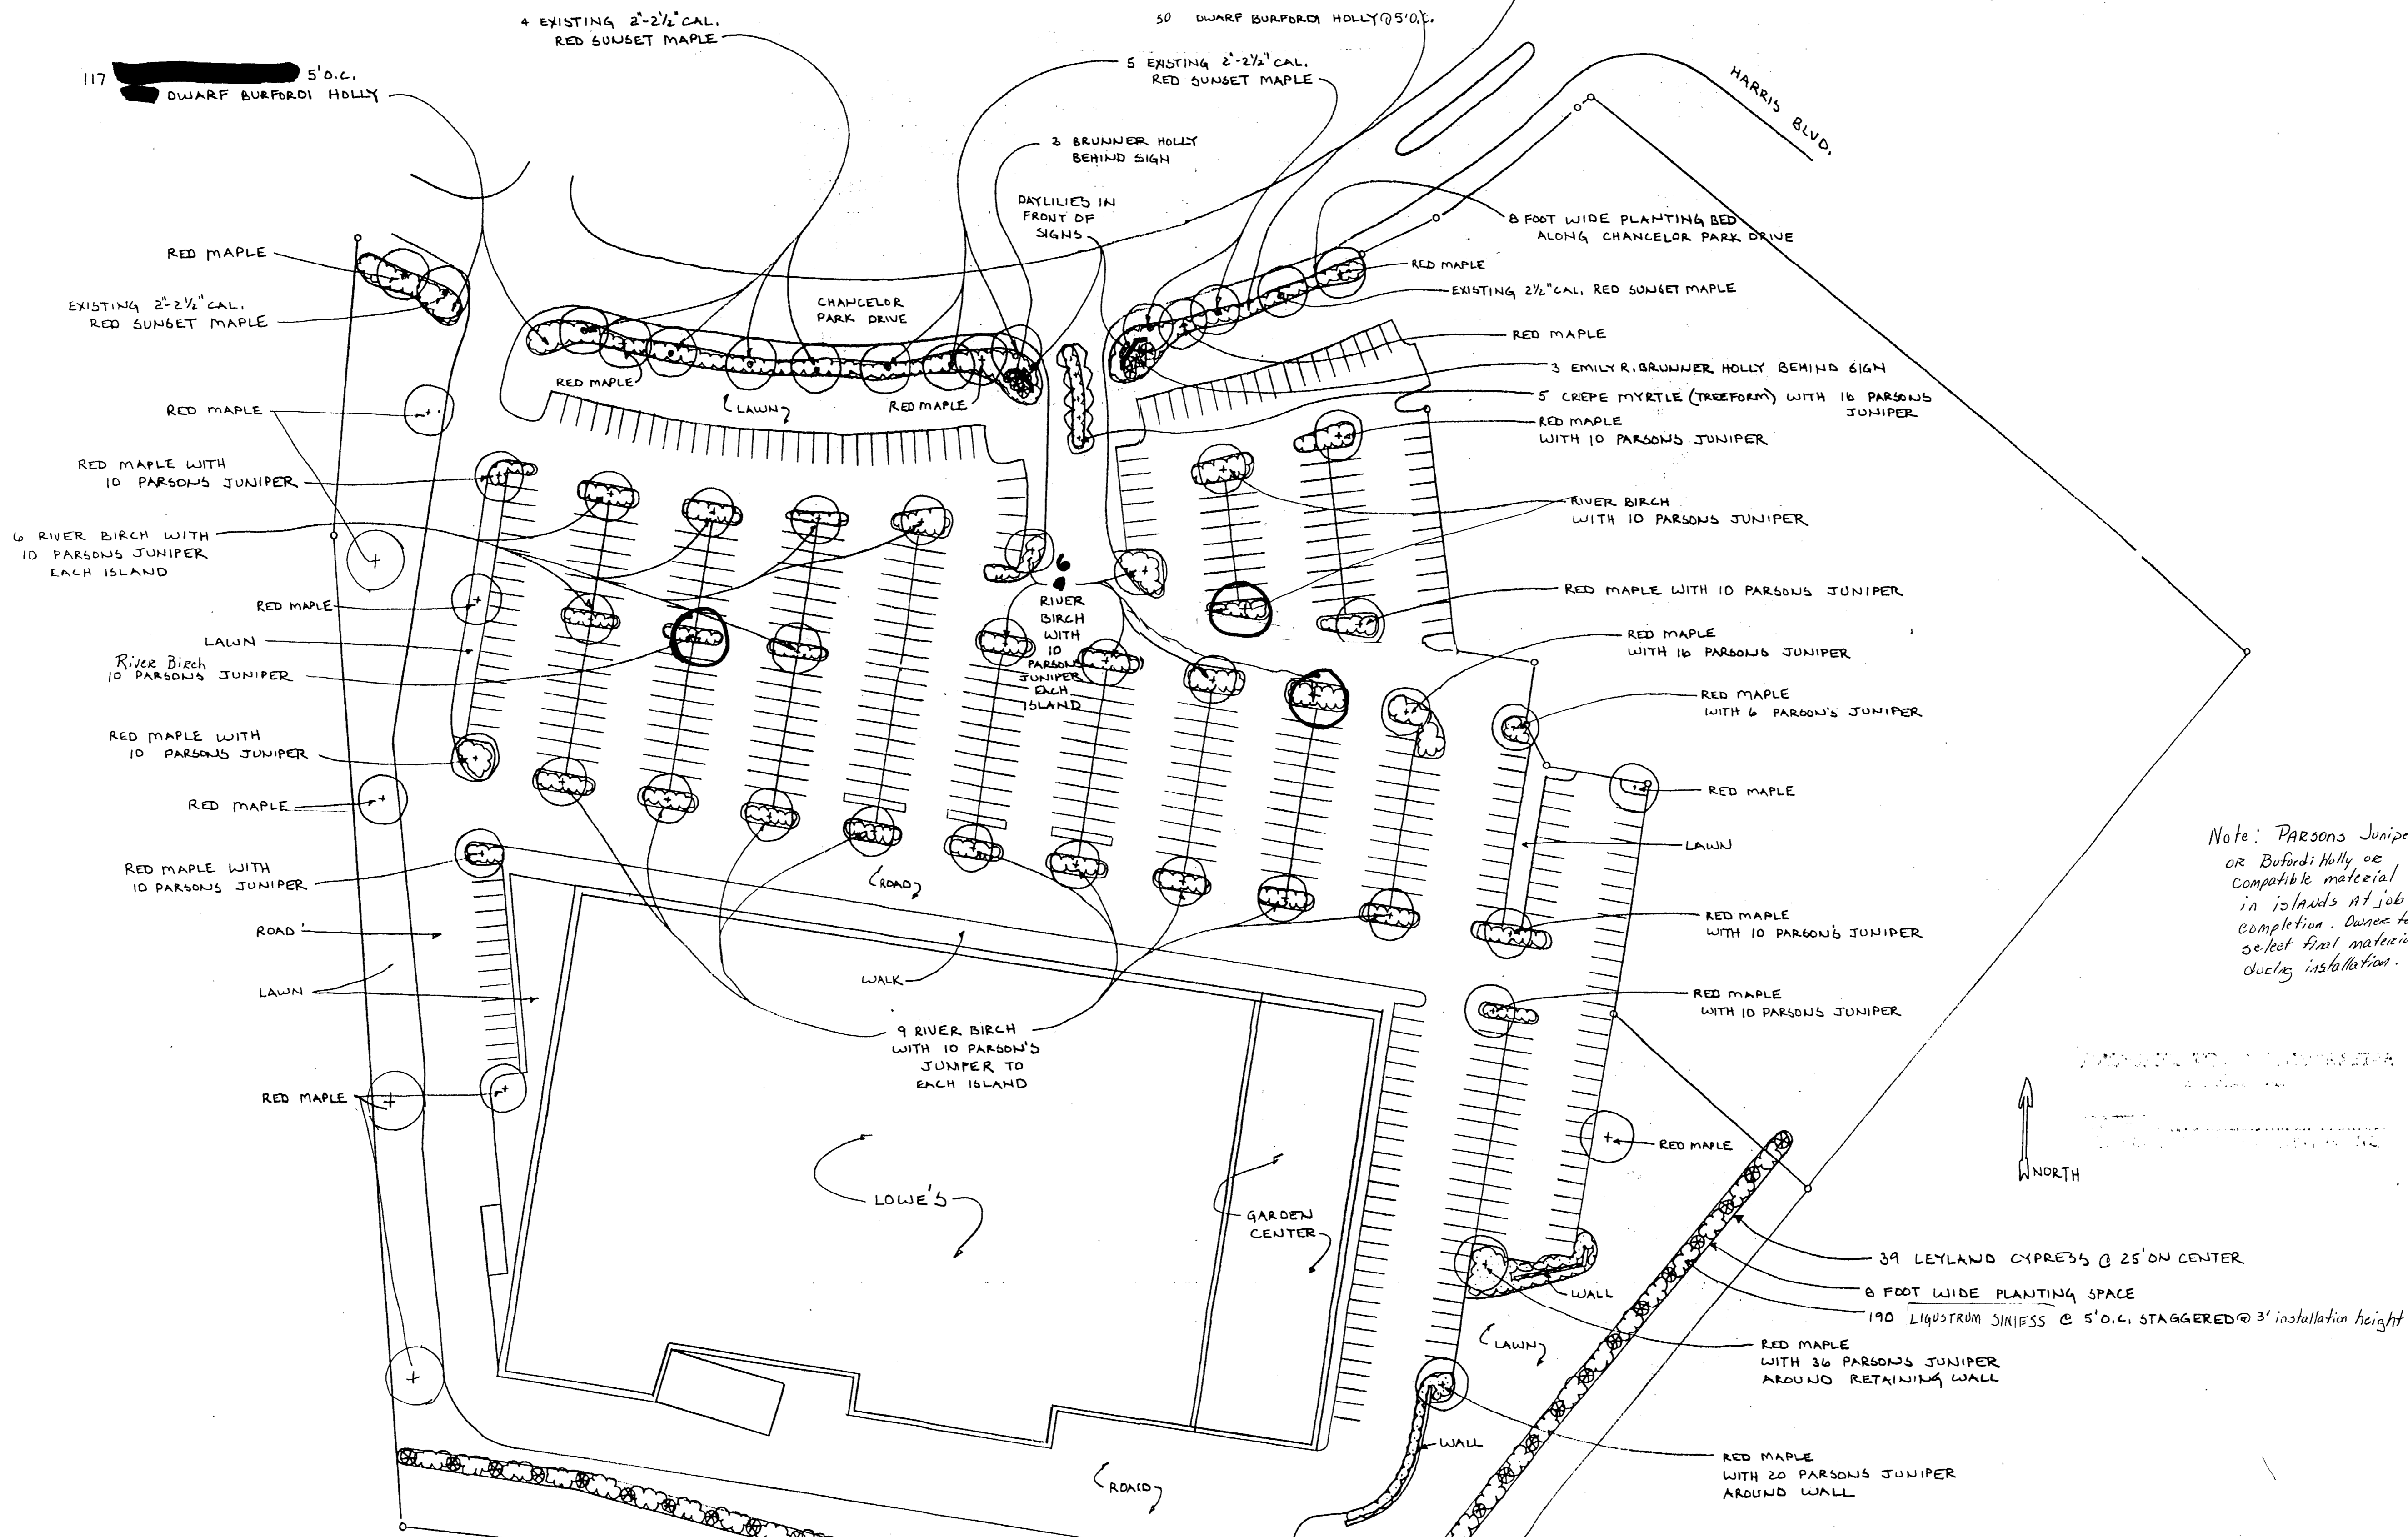 4 EXISTING 2"-2½" CAL.
RED SUNSET MAPLE
50 DWARF BURFORDI HOLLY @ 5'O.C.
117 5'O.C.
DWARF BURFORDI HOLLY
5 EXISTING 2"-2½" CAL.
RED SUNSET MAPLE
HARRIS BLVD.
3 BRUNNER HOLLY
BEHIND SIGN
DAYLILIES IN
FRONT OF
SIGNS
8 FOOT WIDE PLANTING BED
ALONG CHANCELOR PARK DRIVE
RED MAPLE
RED MAPLE
EXISTING 2"-2½" CAL.
RED SUNSET MAPLE
EXISTING 2½" CAL. RED SUNSET MAPLE
CHANCELOR
PARK DRIVE
RED MAPLE
3 EMILY R. BRUNNER HOLLY BEHIND SIGN
RED MAPLE
(LAWN)
RED MAPLE
5 CREPE MYRTLE (TREEFORM) WITH 16 PARSONS
JUNIPER
RED MAPLE
RED MAPLE
WITH 10 PARSONS JUNIPER
RED MAPLE WITH
10 PARSONS JUNIPER
RIVER BIRCH
WITH 10 PARSONS JUNIPER
6 RIVER BIRCH WITH
10 PARSONS JUNIPER
EACH ISLAND
6
RIVER
BIRCH
WITH
10
PARSONS
JUNIPER
EACH
ISLAND
RED MAPLE WITH 10 PARSONS JUNIPER
RED MAPLE
LAWN
River Birch
10 PARSONS JUNIPER
RED MAPLE
WITH 16 PARSONS JUNIPER
RED MAPLE
WITH 6 PARSON'S JUNIPER
RED MAPLE WITH
10 PARSONS JUNIPER
RED MAPLE
RED MAPLE
LAWN
Note: PARSONS Junipe
OR Bufordi Holly OR
Compatible material
in islands At job
completion. Owner to
select final materia
during installation.
RED MAPLE WITH
10 PARSONS JUNIPER
(ROAD)
RED MAPLE
WITH 10 PARSON'S JUNIPER
ROAD
WALK
LAWN
RED MAPLE
WITH 10 PARSONS JUNIPER
9 RIVER BIRCH
WITH 10 PARSON'S
JUNIPER TO
EACH ISLAND
RED MAPLE
RED MAPLE
NORTH
LOWE'S
GARDEN
CENTER
39 LEYLAND CYPRESS @ 25' ON CENTER
8 FOOT WIDE PLANTING SPACE
190 LIGUSTRUM SINIESS @ 5'O.C. STAGGERED @ 3' installation height
WALL
(LAWN)
RED MAPLE
WITH 36 PARSONS JUNIPER
AROUND RETAINING WALL
WALL
RED MAPLE
WITH 20 PARSONS JUNIPER
AROUND WALL
(ROAD)